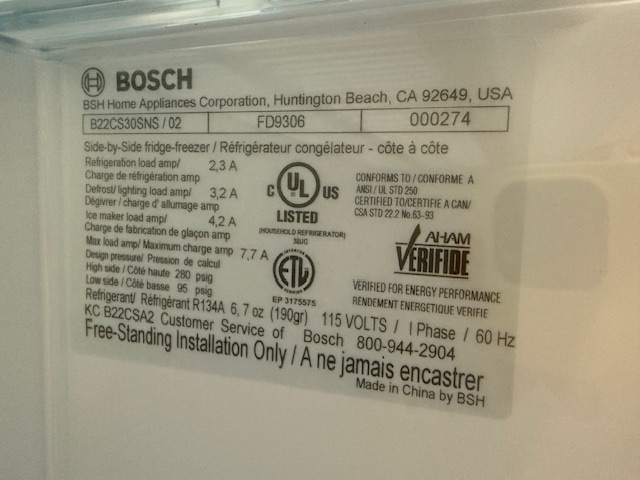 BOSCH
BSH Home Appliances Corporation, Huntington Beach, CA 92649, USA
B22CS30SNS / 02 FD9306 000274
Side-by-Side fridge-freezer / Réfrigérateur congélateur - côte à côte
Refrigeration load amp/ 2,3 A
Charge de réfrigération amp
Defrost/ lighting load amp/ 3,2 A
Dégivrer / charge d' allumage amp
Ice maker load amp/ 4,2 A
Charge de fabrication de glaçon amp
Max load amp/ Maximum charge amp 7,7 A
Design pressure/ Pression de calcul
High side / Côté haute 280 psig
Low side / Côté basse 95 psig
C UL US
LISTED
(HOUSEHOLD REFRIGERATOR)
38UC
INTERTEK
ETL
VERIFIED
EP 3175575
CONFORMS TO / CONFORME A
ANSI / UL STD 250
CERTIFIED TO/CERTIFIE A CAN/
CSA STD 22.2 No.63-93
AHAM
VERIFIDE
VERIFIED FOR ENERGY PERFORMANCE
RENDEMENT ENERGETIQUE VERIFIE
Refrigerant/ Réfrigérant R134A 6, 7 oz (190gr) 115 VOLTS / I Phase / 60 Hz
KC B22CSA2 Customer Service of Bosch 800-944-2904
Free-Standing Installation Only / A ne jamais encastrer
Made in China by BSH